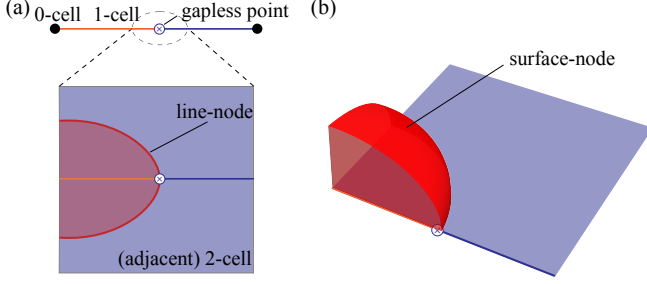 (a)
0-cell 1-cell gapless point
line-node
(adjacent) 2-cell
(b)
surface-node